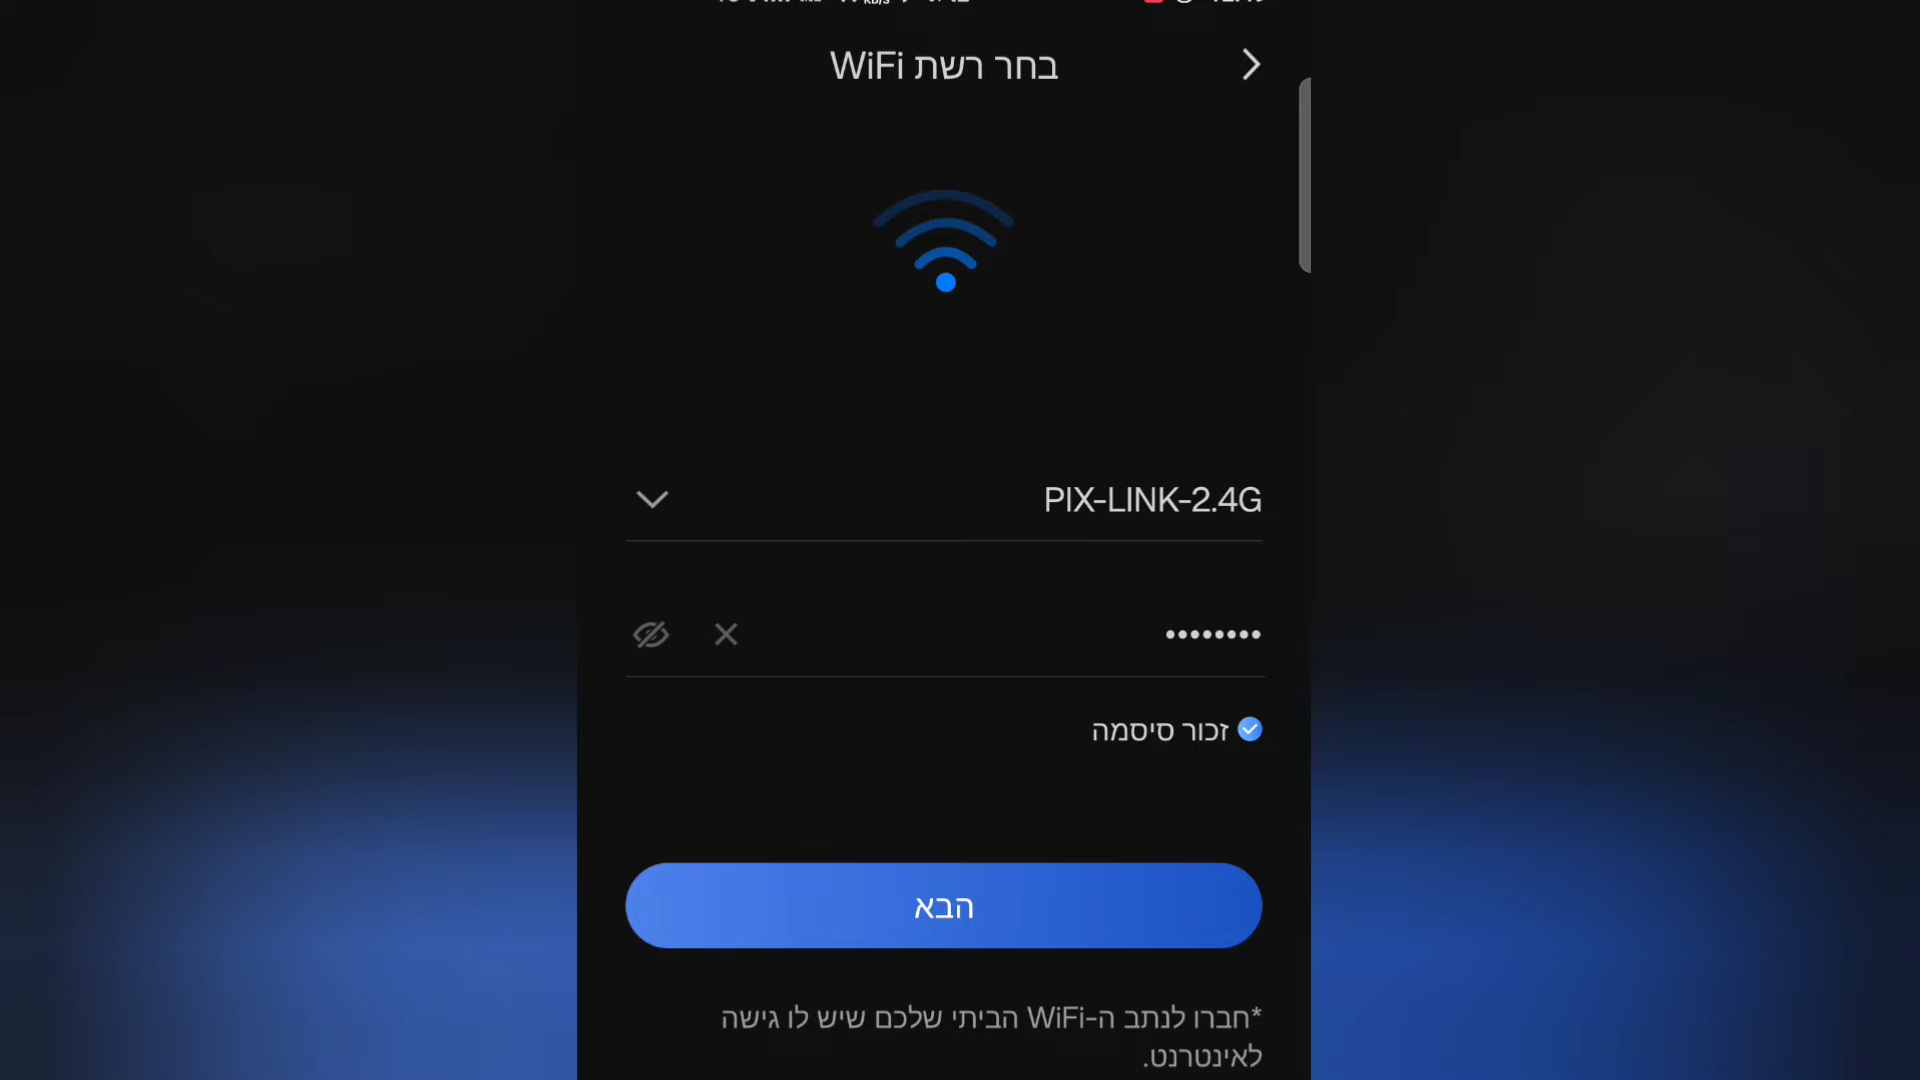 בחר רשת WiFi
PIX-LINK-2.4G
••••••••
זכור סיסמה
הבא
*חברו לנתב ה-WiFi הביתי שלכם שיש לו גישה
לאינטרנט.